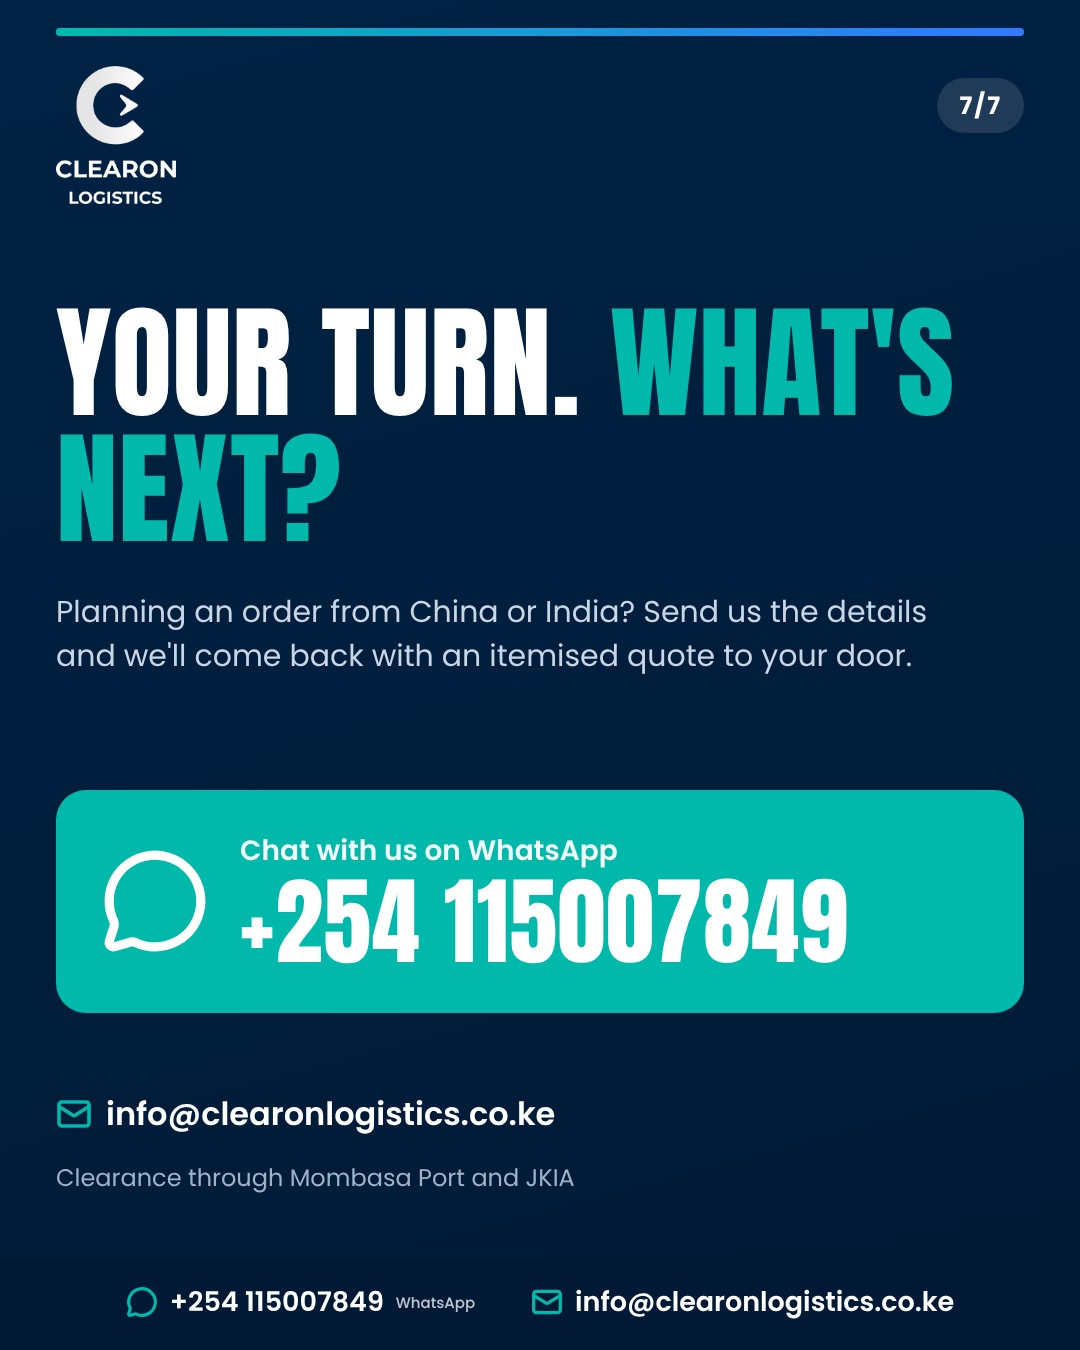 CLEARON
LOGISTICS
7/7
YOUR TURN. WHAT'S
NEXT?
Planning an order from China or India? Send us the details
and we'll come back with an itemised quote to your door.
Chat with us on WhatsApp
+254 115007849
info@clearonlogistics.co.ke
Clearance through Mombasa Port and JKIA
+254 115007849 WhatsApp info@clearonlogistics.co.ke